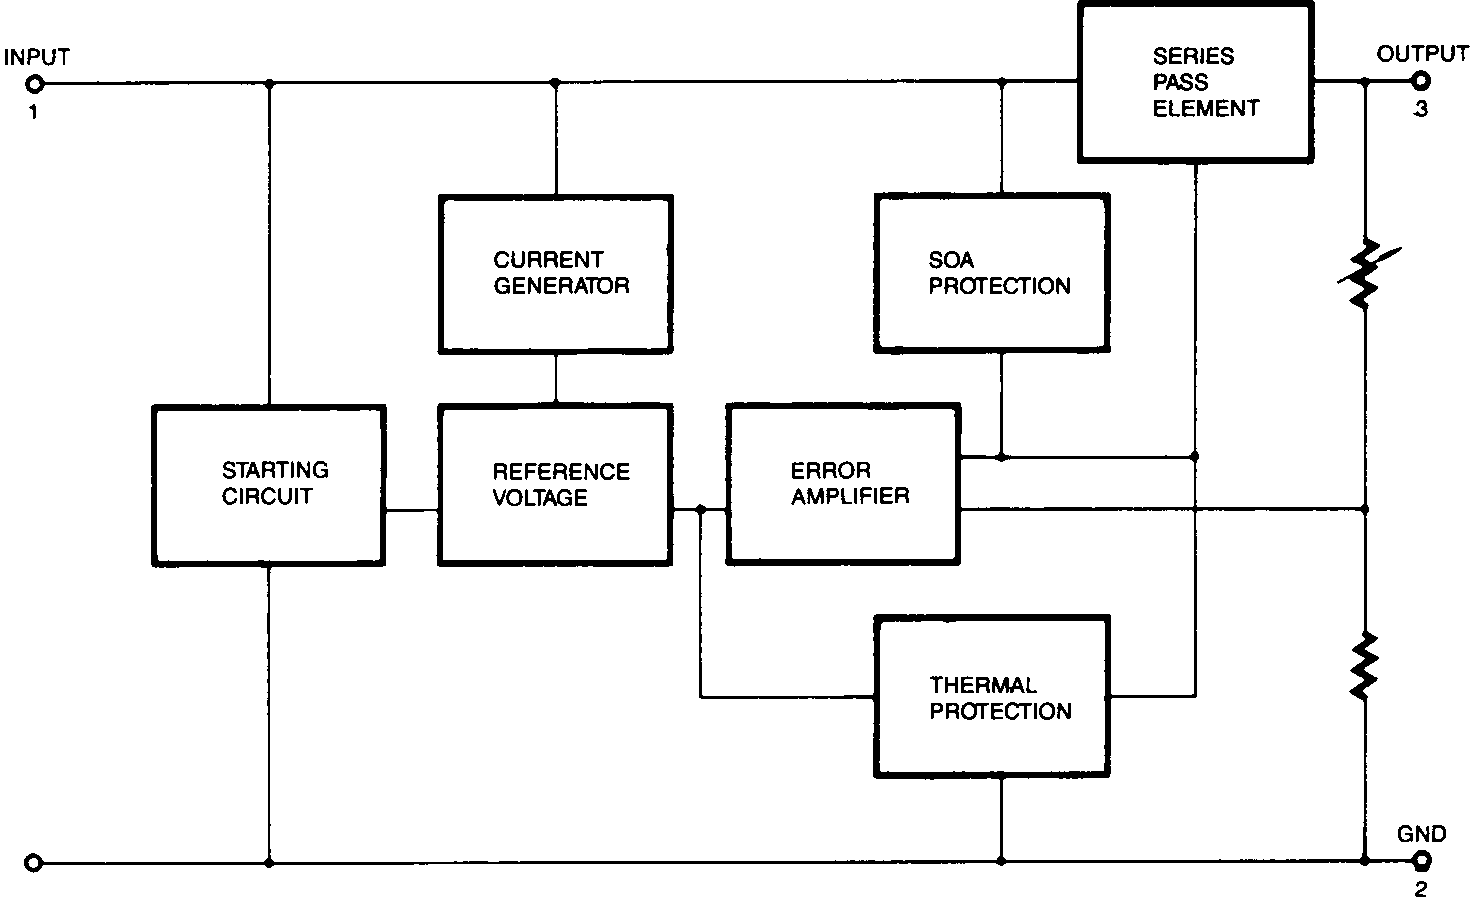 INPUT
1
SERIES
PASS
ELEMENT
OUTPUT
3
CURRENT
GENERATOR
SOA
PROTECTION
STARTING
CIRCUIT
REFERENCE
VOLTAGE
ERROR
AMPLIFIER
THERMAL
PROTECTION
GND
2